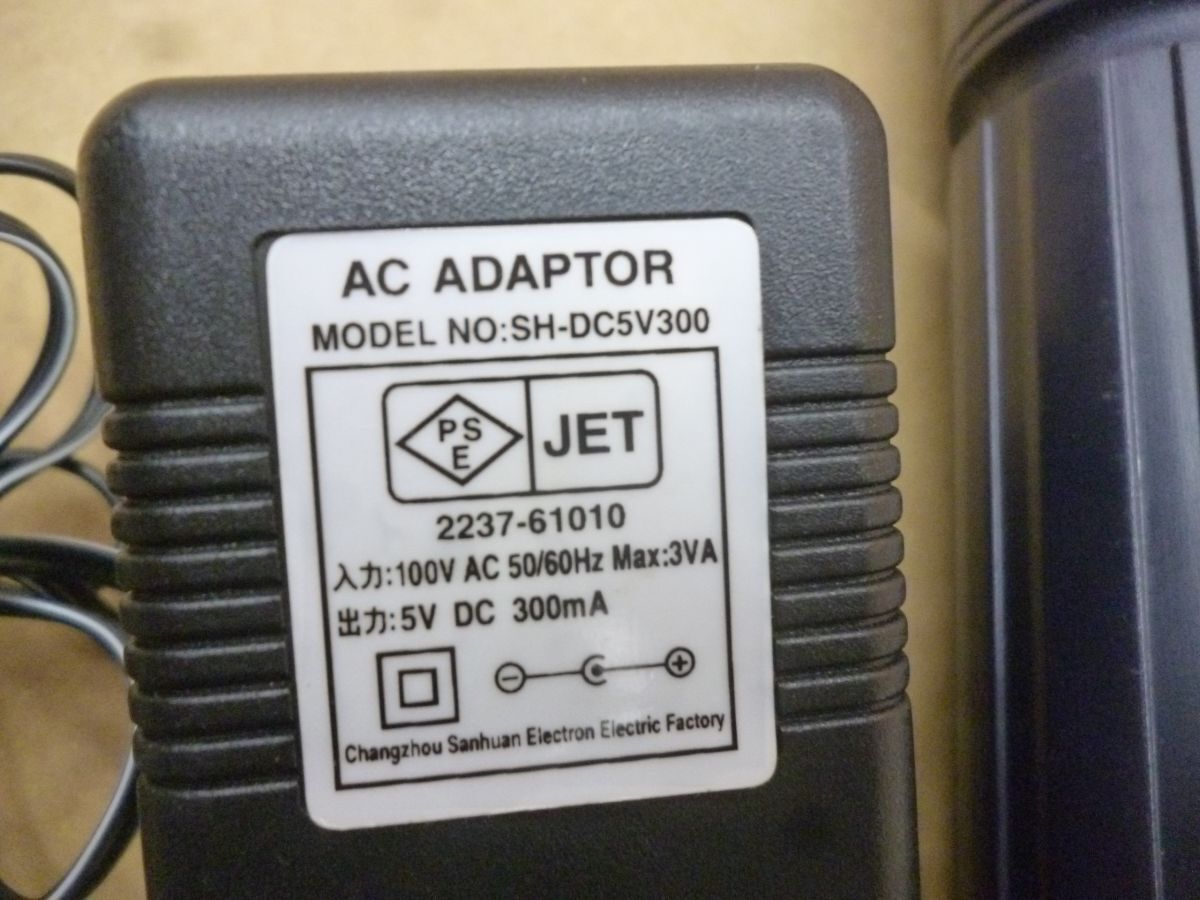 AC ADAPTOR
MODEL NO:SH-DC5V300
PS
E
JET
2237-61010
入力:100V AC 50/60Hz Max:3VA
出力:5V DC 300mA
Changzhou Sanhuan Electron Electric Factory